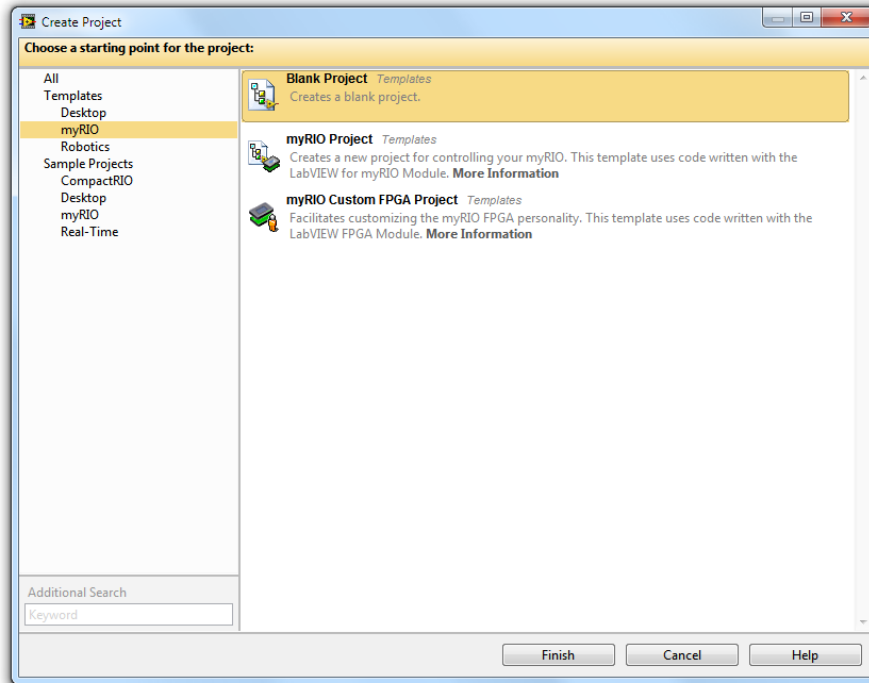 Create Project
Choose a starting point for the project:
All
Templates
Desktop
myRIO
Robotics
Sample Projects
CompactRIO
Desktop
myRIO
Real-Time
Blank Project Templates
Creates a blank project.
myRIO Project Templates
Creates a new project for controlling your myRIO. This template uses code written with the
LabVIEW for myRIO Module. More Information
myRIO Custom FPGA Project Templates
Facilitates customizing the myRIO FPGA personality. This template uses code written with the
LabVIEW FPGA Module. More Information
Additional Search
Keyword
Finish Cancel Help